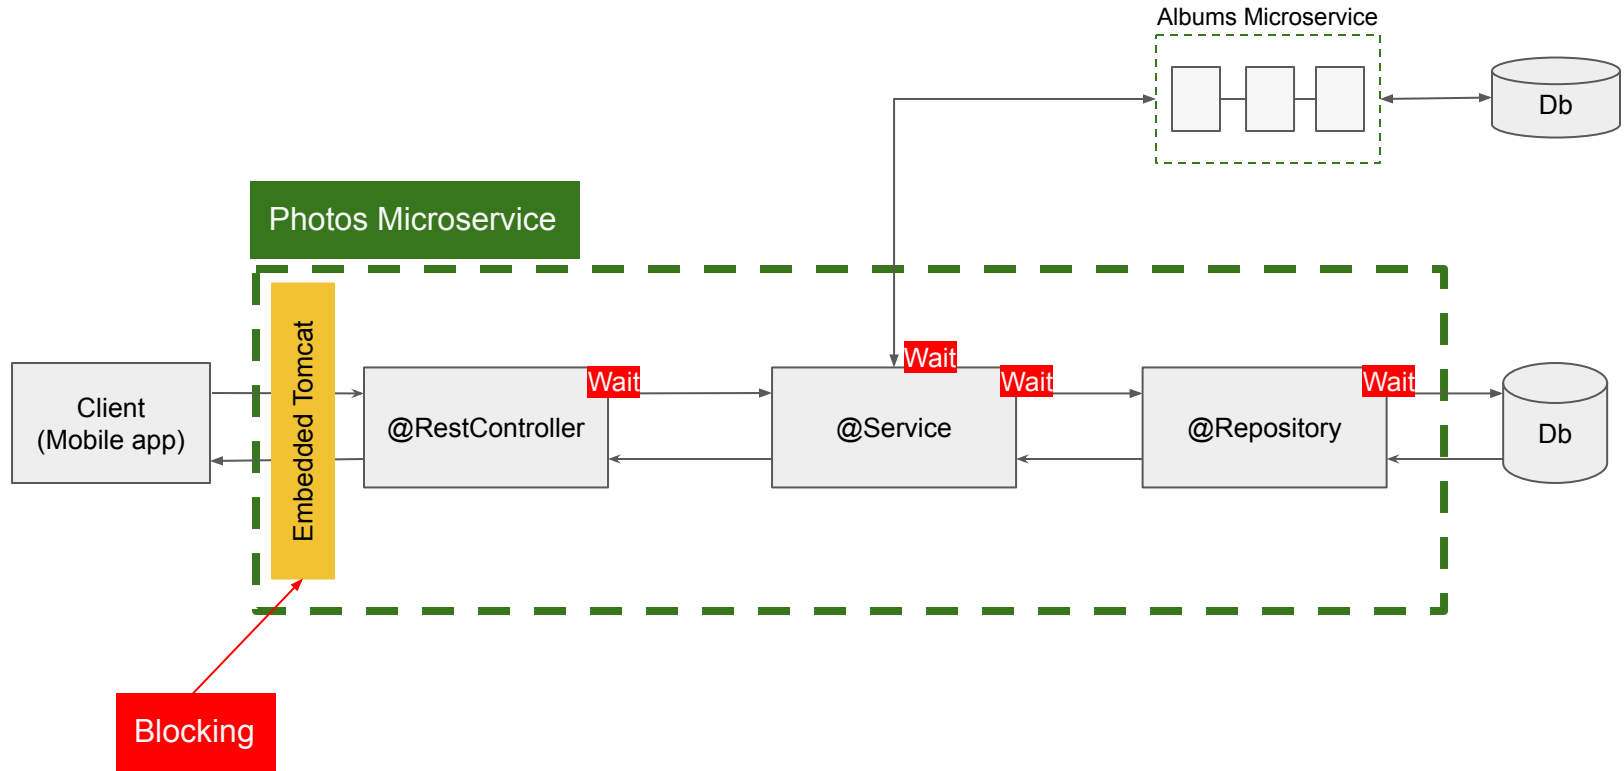 Albums Microservice
Db
Photos Microservice
Embedded Tomcat
Client
(Mobile app)
@RestController
Wait
@Service
Wait
Wait
@Repository
Wait
Db
Blocking